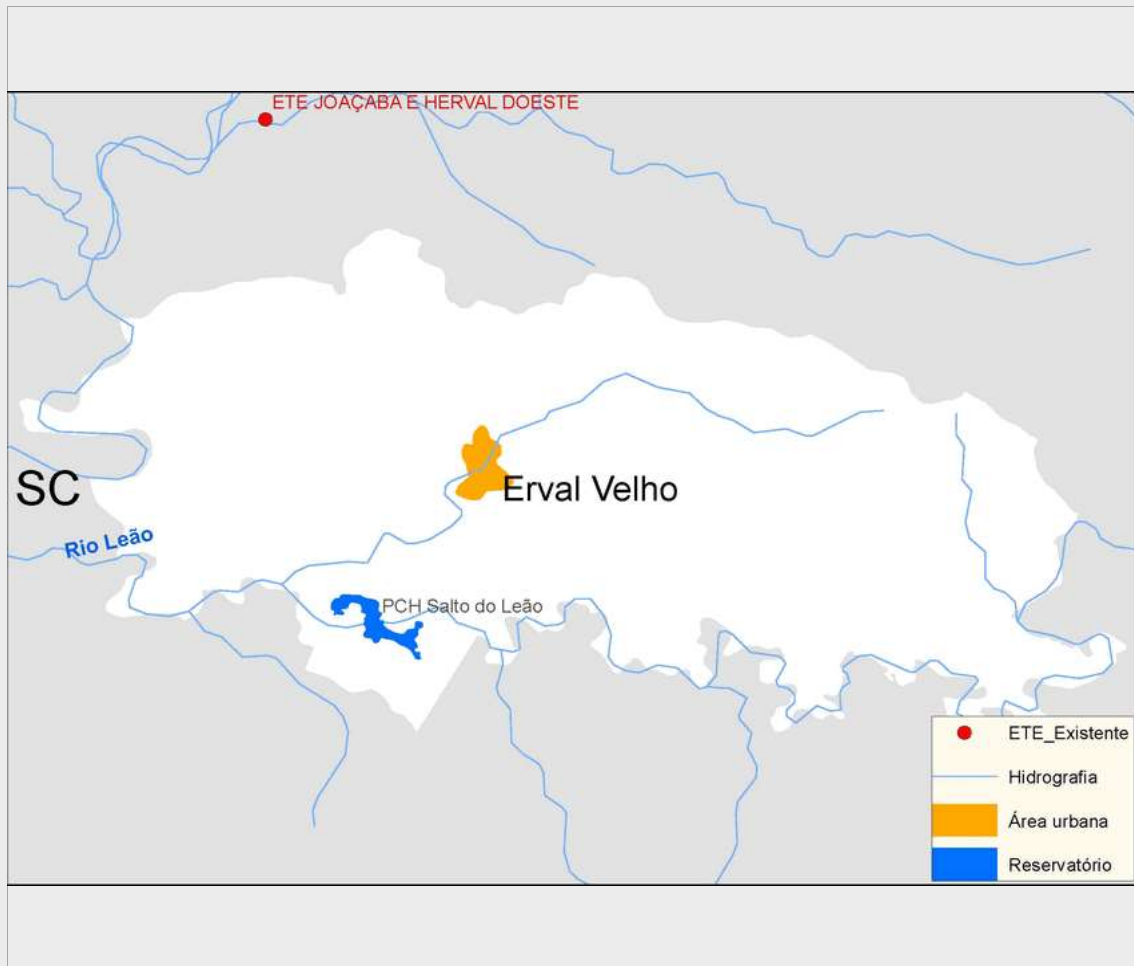 ETE JOAÇABA E HERVAL DOESTE
SC
Erval Velho
Rio Leão
PCH Salto do Leão
ETE_Existente
Hidrografia
Área urbana
Reservatório